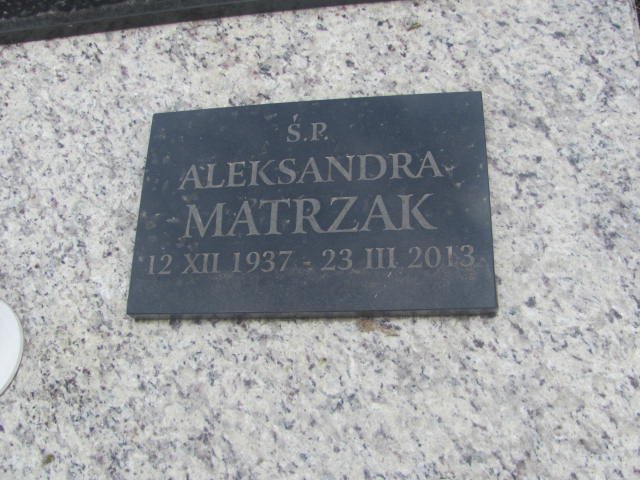 Ś.P.
ALEKSANDRA
MATRZAK
12 XII 1937 - 23 III 2013